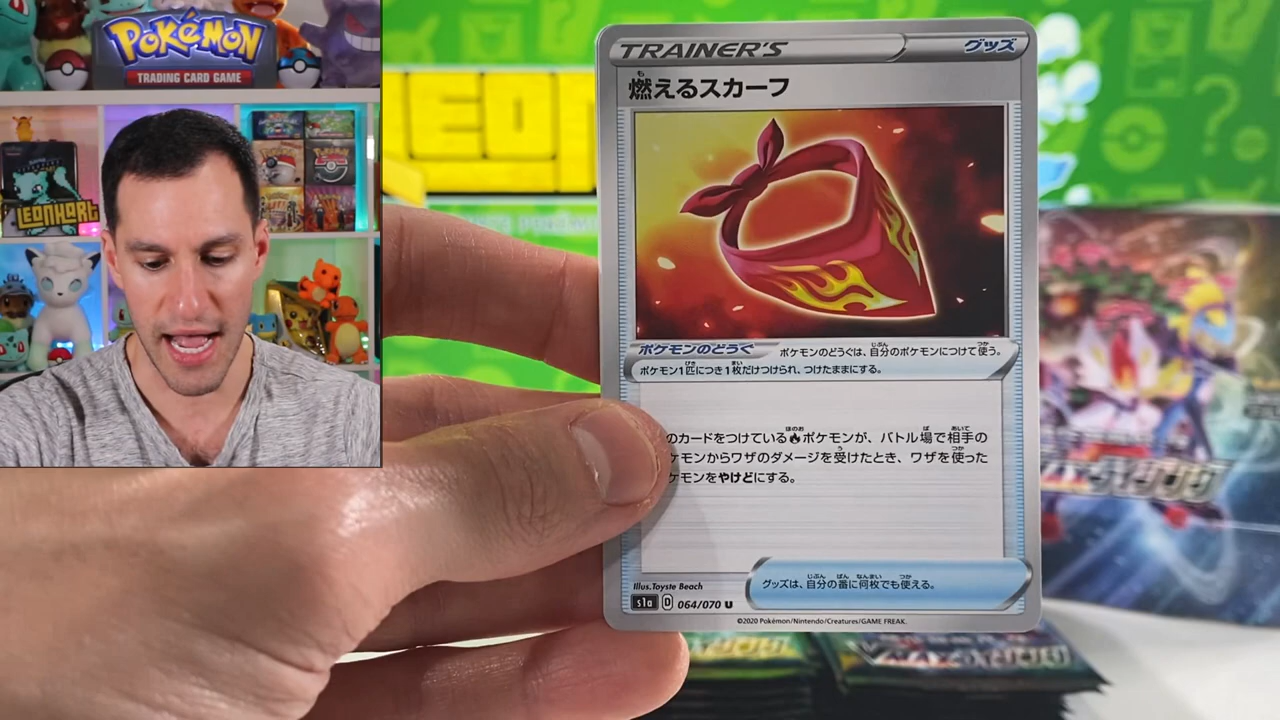 POKÉMON
TRADING CARD GAME
LEONHART
TRAINER'S
グッズ
燃えるスカーフ
ポケモンのどうぐ
ポケモンのどうぐは、自分のポケモンにつけて使う。
ポケモン1匹につき1枚だけつけられ、つけたままにする。
のカードをつけている ポケモンが、バトル場で相手の
ケモンからワザのダメージを受けたとき、ワザを使った
ケモンをやけどにする。
グッズは、自分の番に何枚でも使える。
Illus.Toyste Beach
s1a D 064/070 U
©2020 Pokémon/Nintendo/Creatures/GAME FREAK.